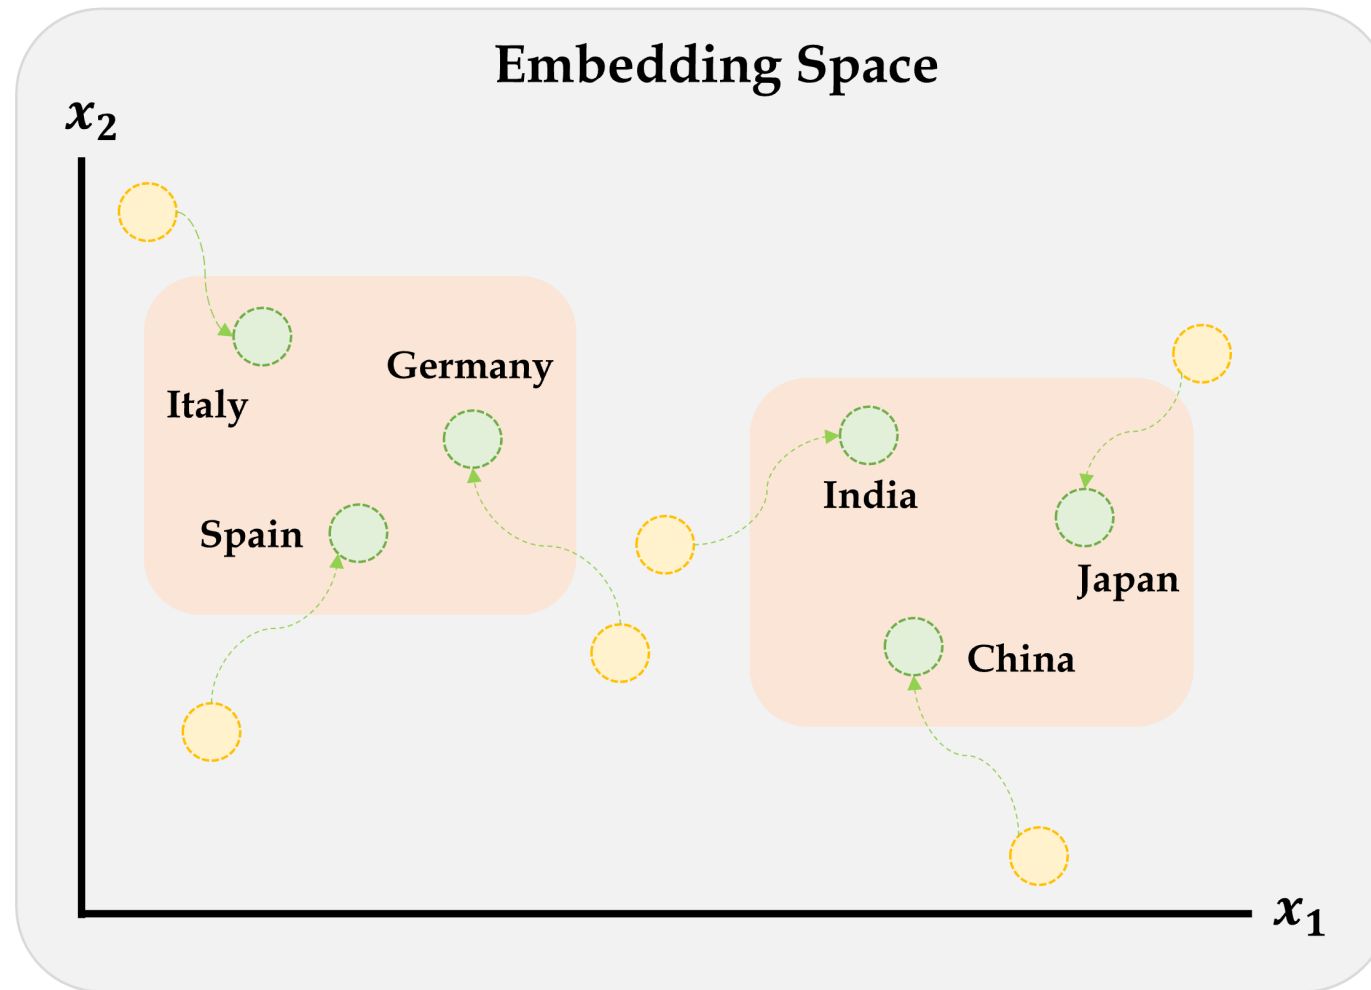 Embedding Space
x₂
Germany
Italy
India
Spain
Japan
China
x₁